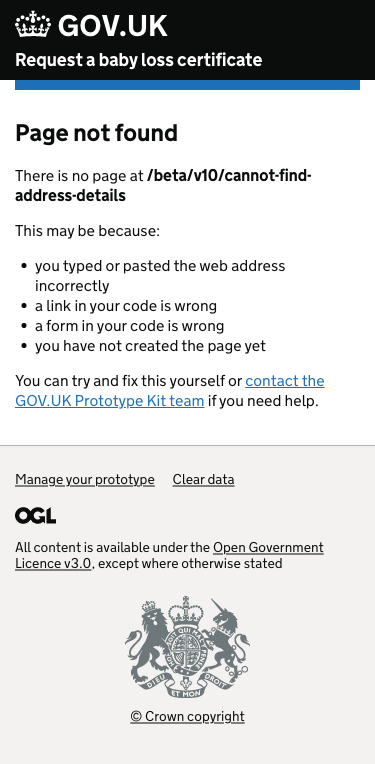 GOV.UK
Request a baby loss certificate
Page not found
There is no page at /beta/v10/cannot-find-
address-details
This may be because:
• you typed or pasted the web address
incorrectly
• a link in your code is wrong
• a form in your code is wrong
• you have not created the page yet
You can try and fix this yourself or contact the
GOV.UK Prototype Kit team if you need help.
Manage your prototype Clear data
OGL
All content is available under the Open Government
Licence v3.0, except where otherwise stated
DIEU ET MON
© Crown copyright